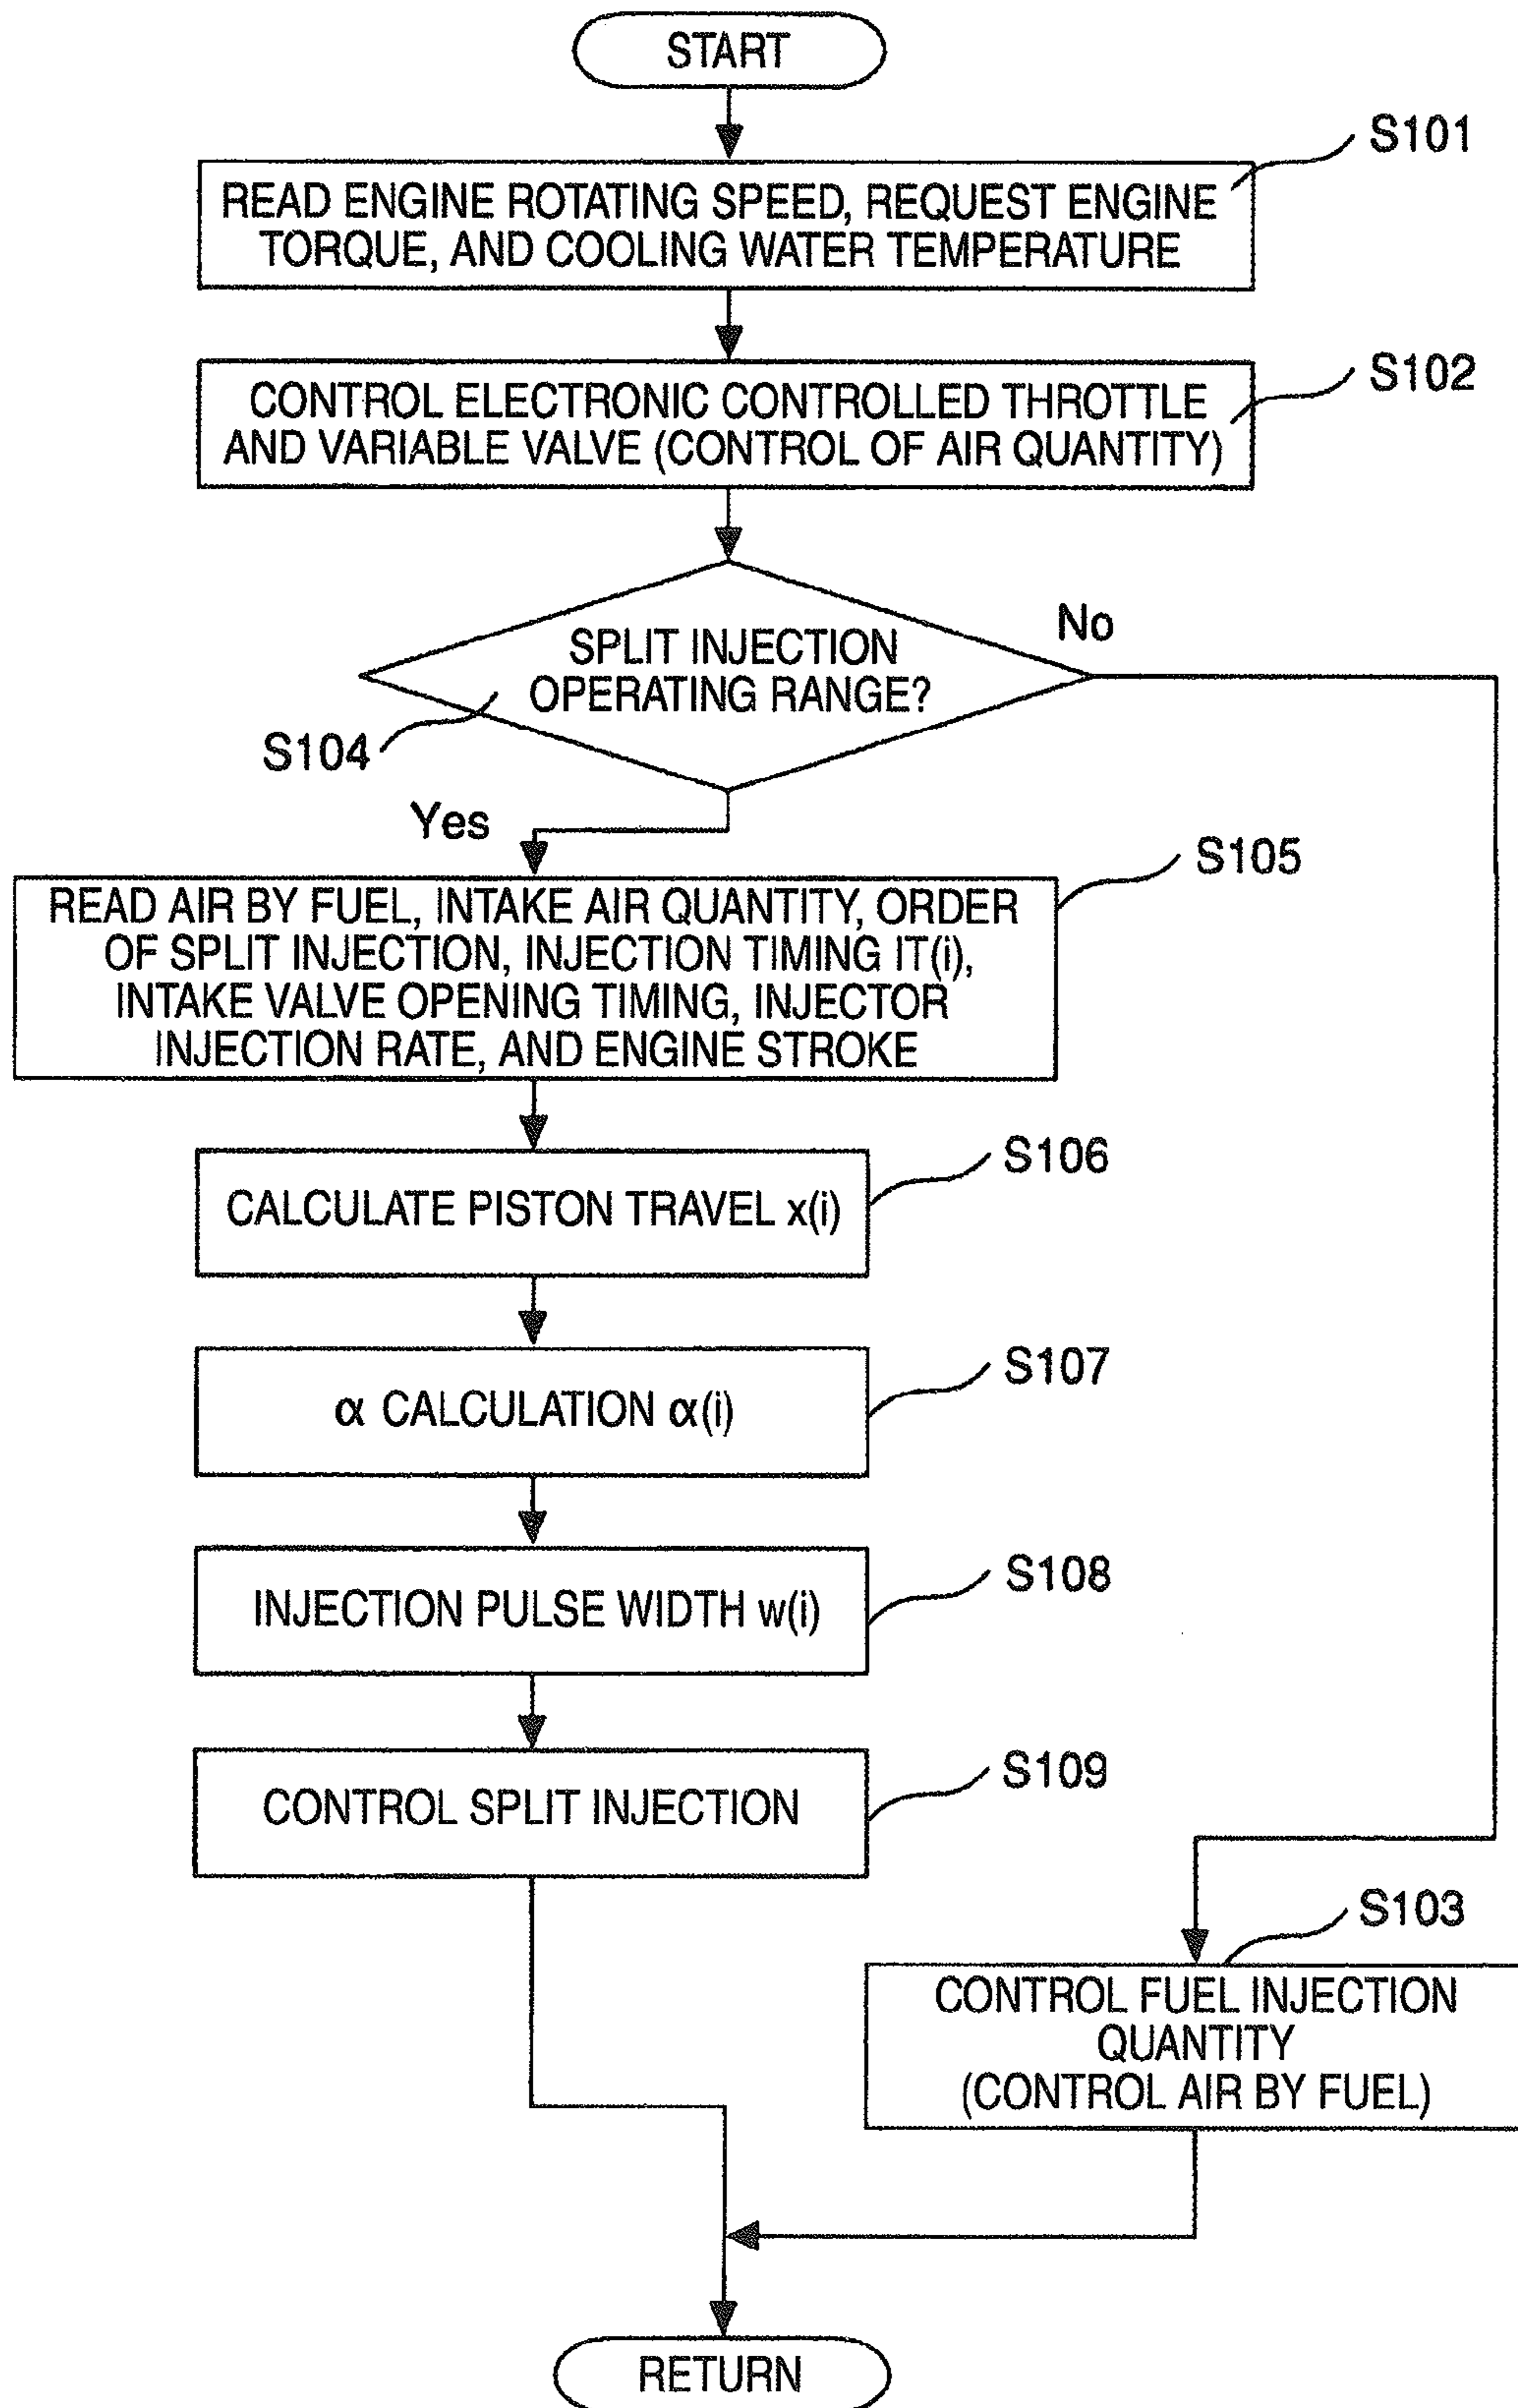 START
S101
READ ENGINE ROTATING SPEED, REQUEST ENGINE
TORQUE, AND COOLING WATER TEMPERATURE
S102
CONTROL ELECTRONIC CONTROLLED THROTTLE
AND VARIABLE VALVE (CONTROL OF AIR QUANTITY)
No
SPLIT INJECTION
OPERATING RANGE?
S104
Yes
S105
READ AIR BY FUEL, INTAKE AIR QUANTITY, ORDER
OF SPLIT INJECTION, INJECTION TIMING IT(i),
INTAKE VALVE OPENING TIMING, INJECTOR
INJECTION RATE, AND ENGINE STROKE
S106
CALCULATE PISTON TRAVEL x(i)
S107
α CALCULATION α(i)
S108
INJECTION PULSE WIDTH w(i)
S109
CONTROL SPLIT INJECTION
S103
CONTROL FUEL INJECTION
QUANTITY
(CONTROL AIR BY FUEL)
RETURN